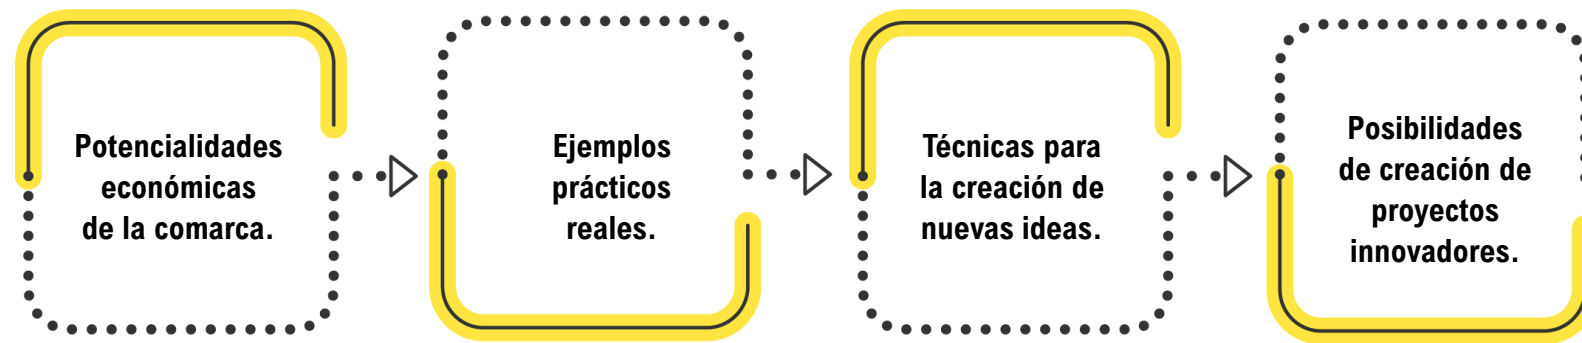 Potencialidades
económicas
de la comarca.
Ejemplos
prácticos
reales.
Técnicas para
la creación de
nuevas ideas.
Posibilidades
de creación de
proyectos
innovadores.